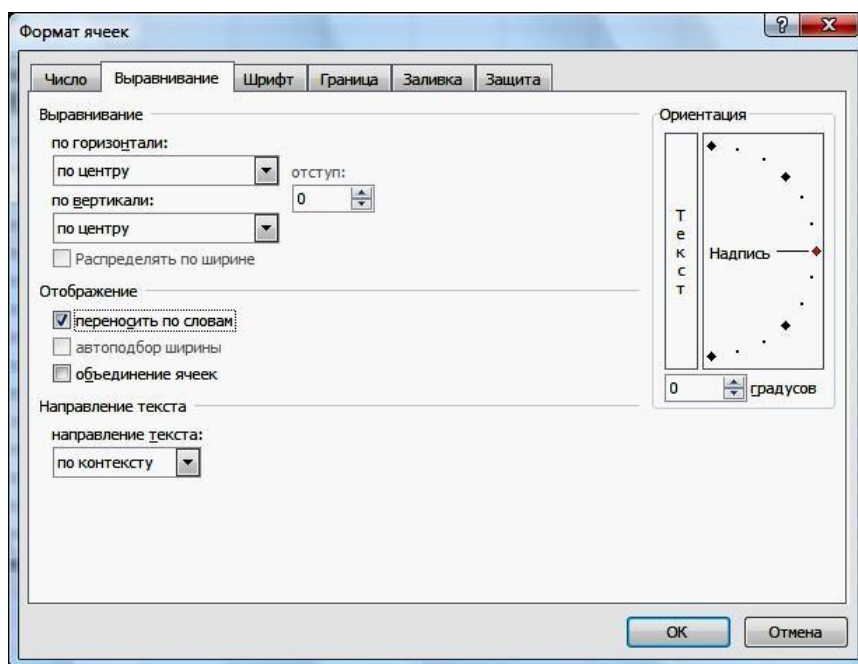 Формат ячеек
Число Выравнивание Шрифт Граница Заливка Защита
Выравнивание
по горизонтали:
по центру
отступ:
0
по вертикали:
по центру
Распределять по ширине
Отображение
переносить по словам
автоподбор ширины
объединение ячеек
Направление текста
направление текста:
по контексту
Ориентация
Текст
Надпись
0 градусов
ОК Отмена